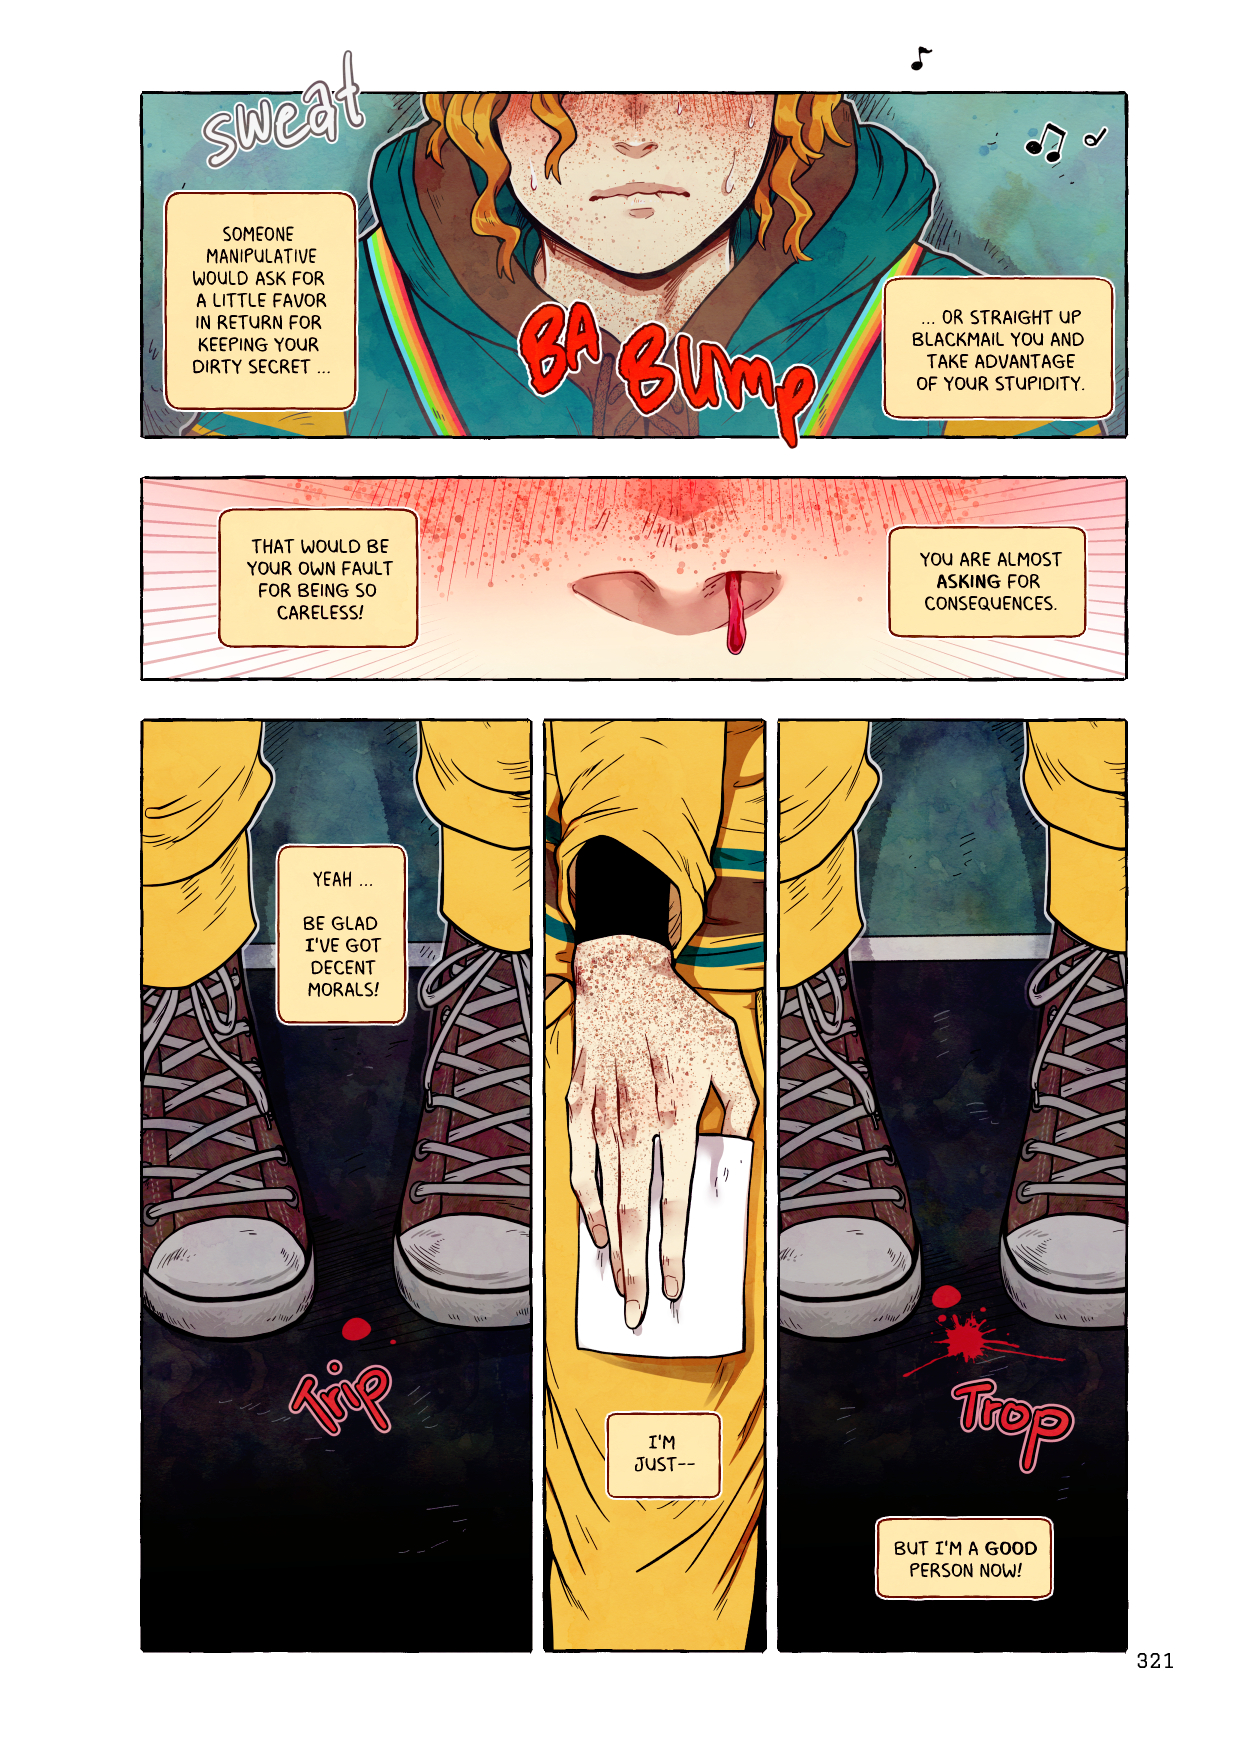 SWEAT
SOMEONE
MANIPULATIVE
WOULD ASK FOR
A LITTLE FAVOR
IN RETURN FOR
KEEPING YOUR
DIRTY SECRET ...
BA BUMP
... OR STRAIGHT UP
BLACKMAIL YOU AND
TAKE ADVANTAGE
OF YOUR STUPIDITY.
THAT WOULD BE
YOUR OWN FAULT
FOR BEING SO
CARELESS!
YOU ARE ALMOST
ASKING FOR
CONSEQUENCES.
YEAH ...
BE GLAD
I'VE GOT
DECENT
MORALS!
Trip
I'M
JUST--
Trop
BUT I'M A GOOD
PERSON NOW!
321